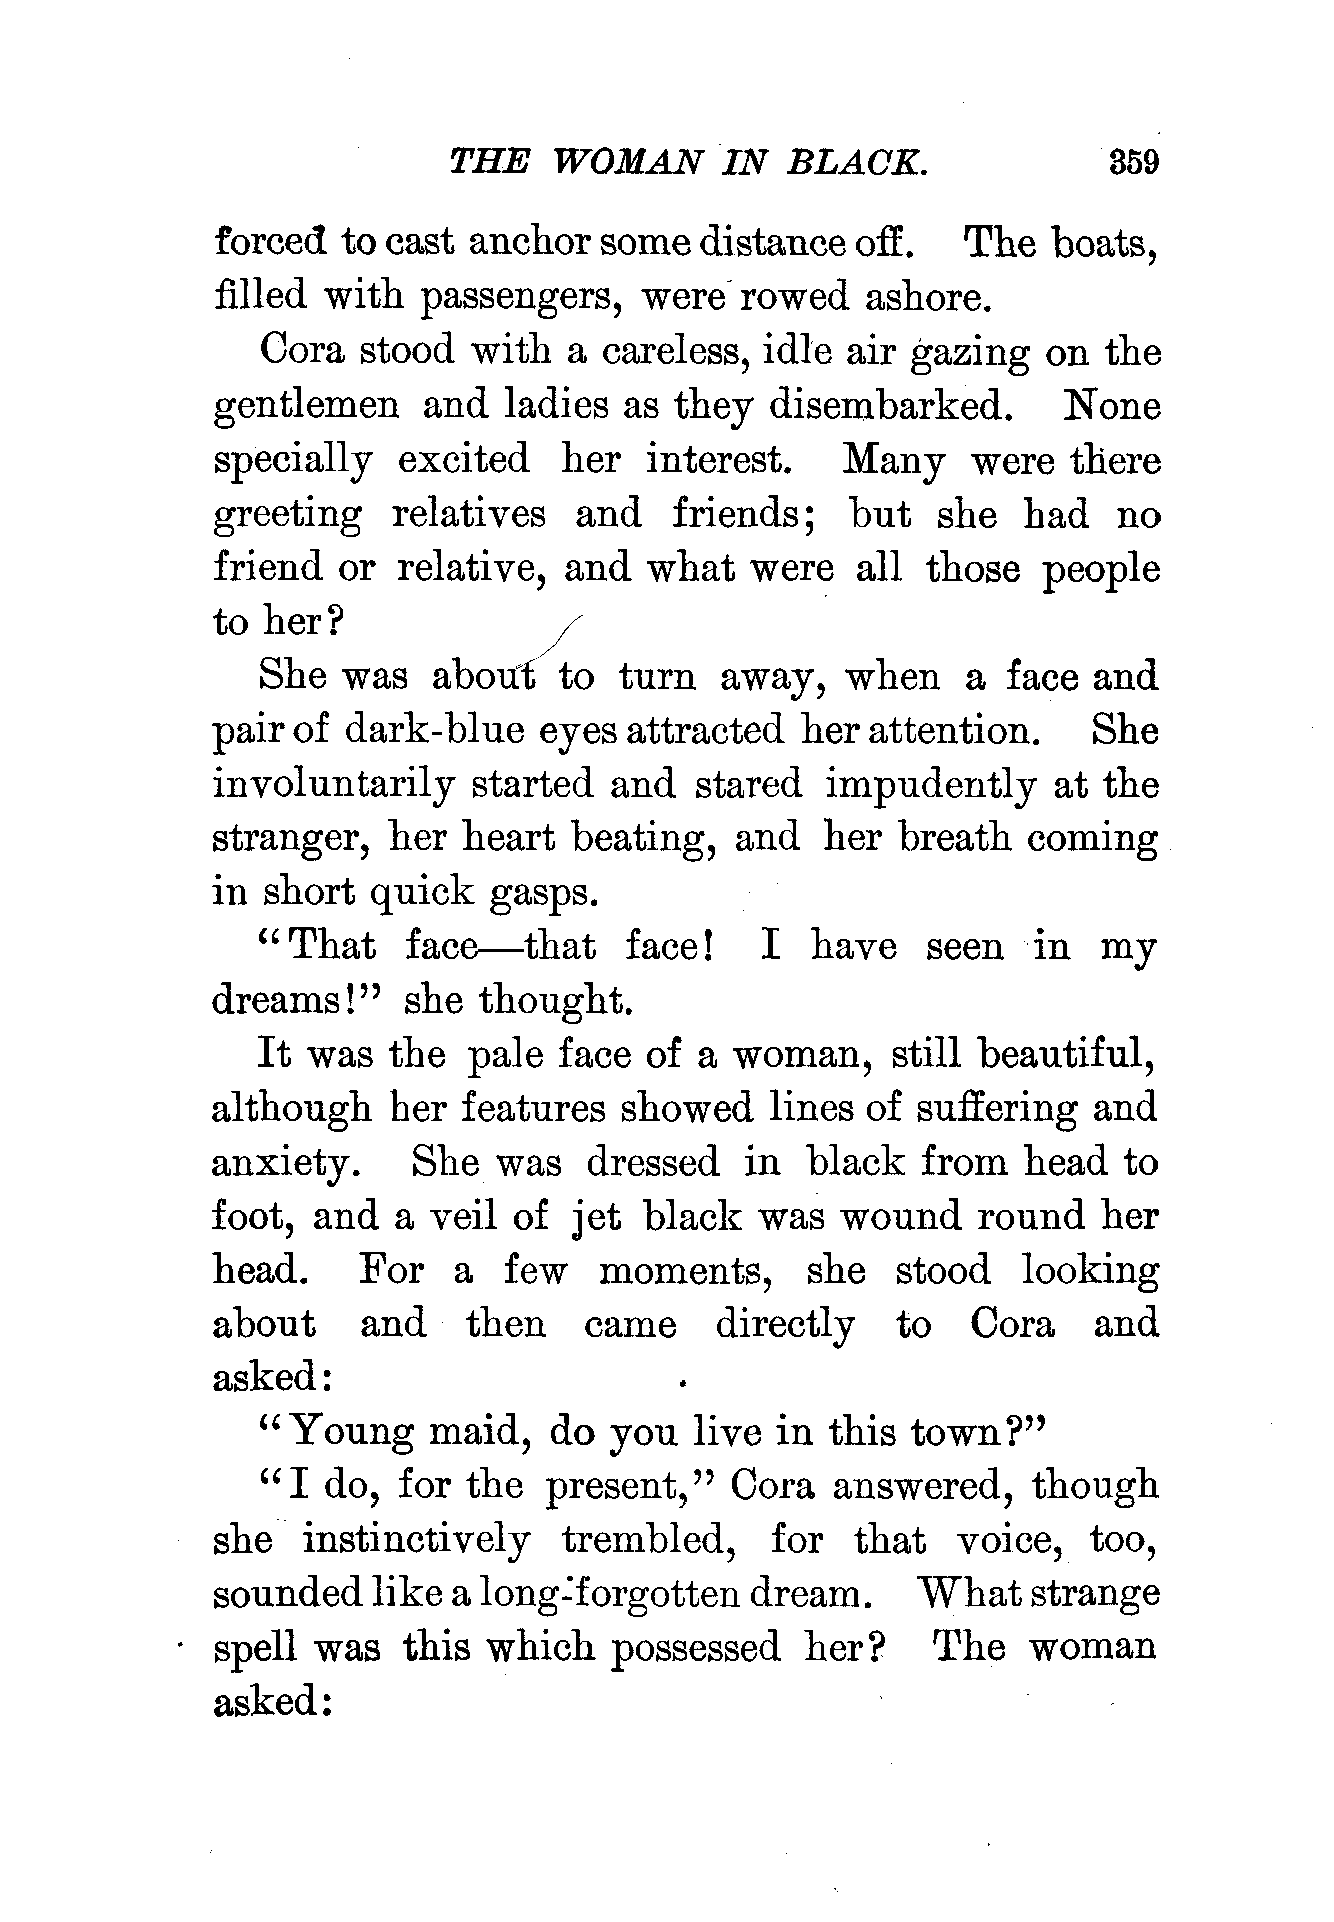 THE WOMAN IN BLACK. 359
forced to cast anchor some distance off. The boats,
filled with passengers, were rowed ashore.
Cora stood with a careless, idle air gazing on the
gentlemen and ladies as they disembarked. None
specially excited her interest. Many were there
greeting relatives and friends; but she had no
friend or relative, and what were all those people
to her?
She was about to turn away, when a face and
pair of dark-blue eyes attracted her attention. She
involuntarily started and stared impudently at the
stranger, her heart beating, and her breath coming
in short quick gasps.
"That face—that face! I have seen in my
dreams!" she thought.
It was the pale face of a woman, still beautiful,
although her features showed lines of suffering and
anxiety. She was dressed in black from head to
foot, and a veil of jet black was wound round her
head. For a few moments, she stood looking
about and then came directly to Cora and
asked:
"Young maid, do you live in this town?"
"I do, for the present," Cora answered, though
she instinctively trembled, for that voice, too,
sounded like a long-forgotten dream. What strange
spell was this which possessed her? The woman
asked: